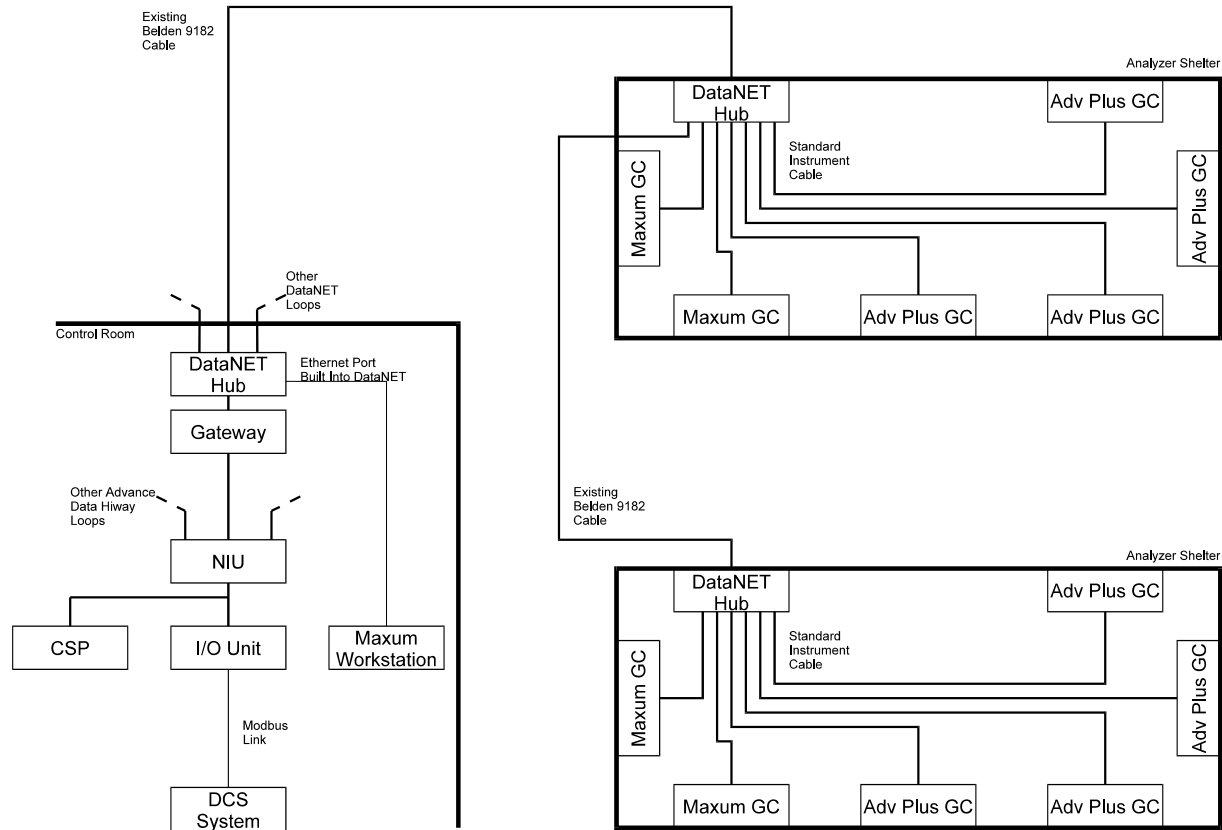 Existing
Belden 9182
Cable
Analyzer Shelter
DataNET
Hub
Adv Plus GC
Standard
Instrument
Cable
Maxum GC
Adv Plus GC
Maxum GC
Adv Plus GC
Adv Plus GC
Other
DataNET
Loops
Control Room
DataNET
Hub
Ethernet Port
Built Into DataNET
Gateway
Other Advance
Data Hiway
Loops
NIU
CSP
I/O Unit
Maxum
Workstation
Modbus
Link
DCS
System
Existing
Belden 9182
Cable
Analyzer Shelter
DataNET
Hub
Adv Plus GC
Standard
Instrument
Cable
Maxum GC
Adv Plus GC
Maxum GC
Adv Plus GC
Adv Plus GC